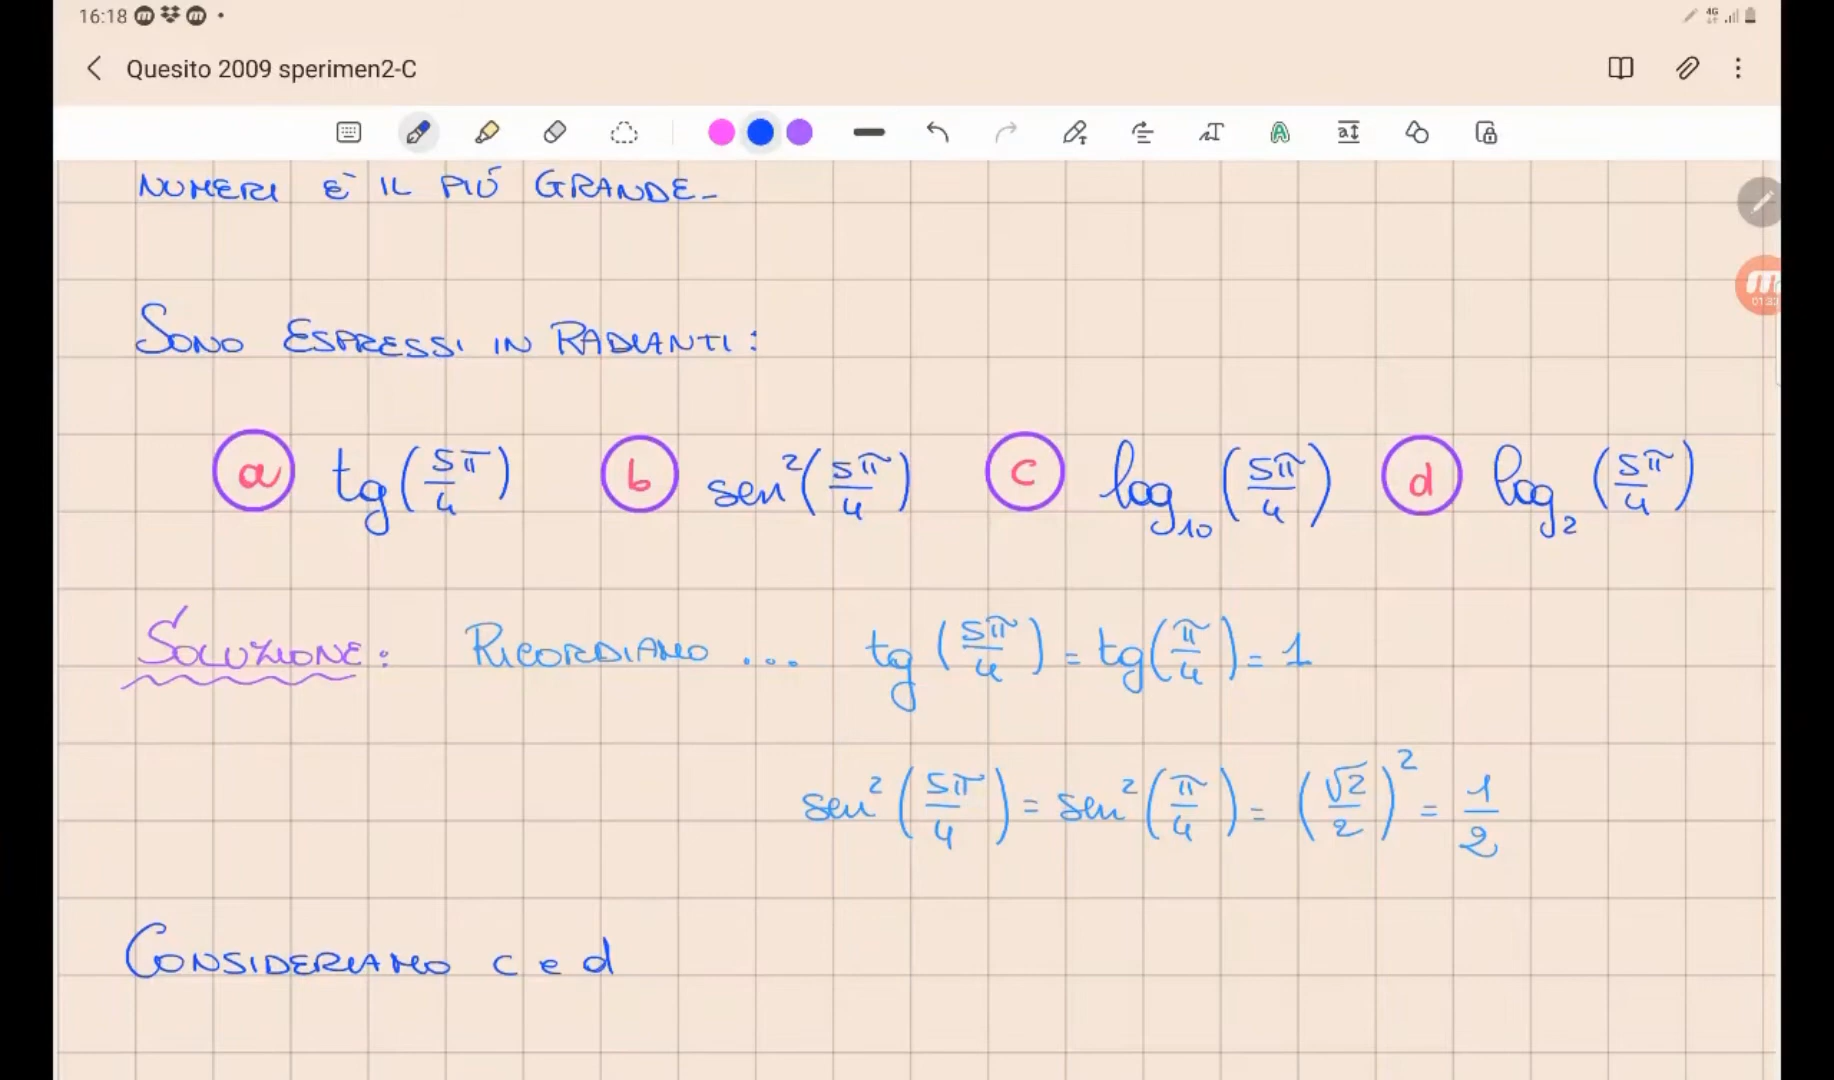 16:18
Quesito 2009 sperimen2-C
NUMERI È IL PIÚ GRANDE_
SONO ESPRESSI IN RADIANTI:
a tg(5π/4) b sen²(5π/4) c log₁₀(5π/4) d log₂(5π/4)
SOLUZIONE: RICORDIAMO ... tg(5π/4) = tg(π/4) = 1
sen²(5π/4) = sen²(π/4) = (√2/2)² = 1/2
CONSIDERIAMO c e d